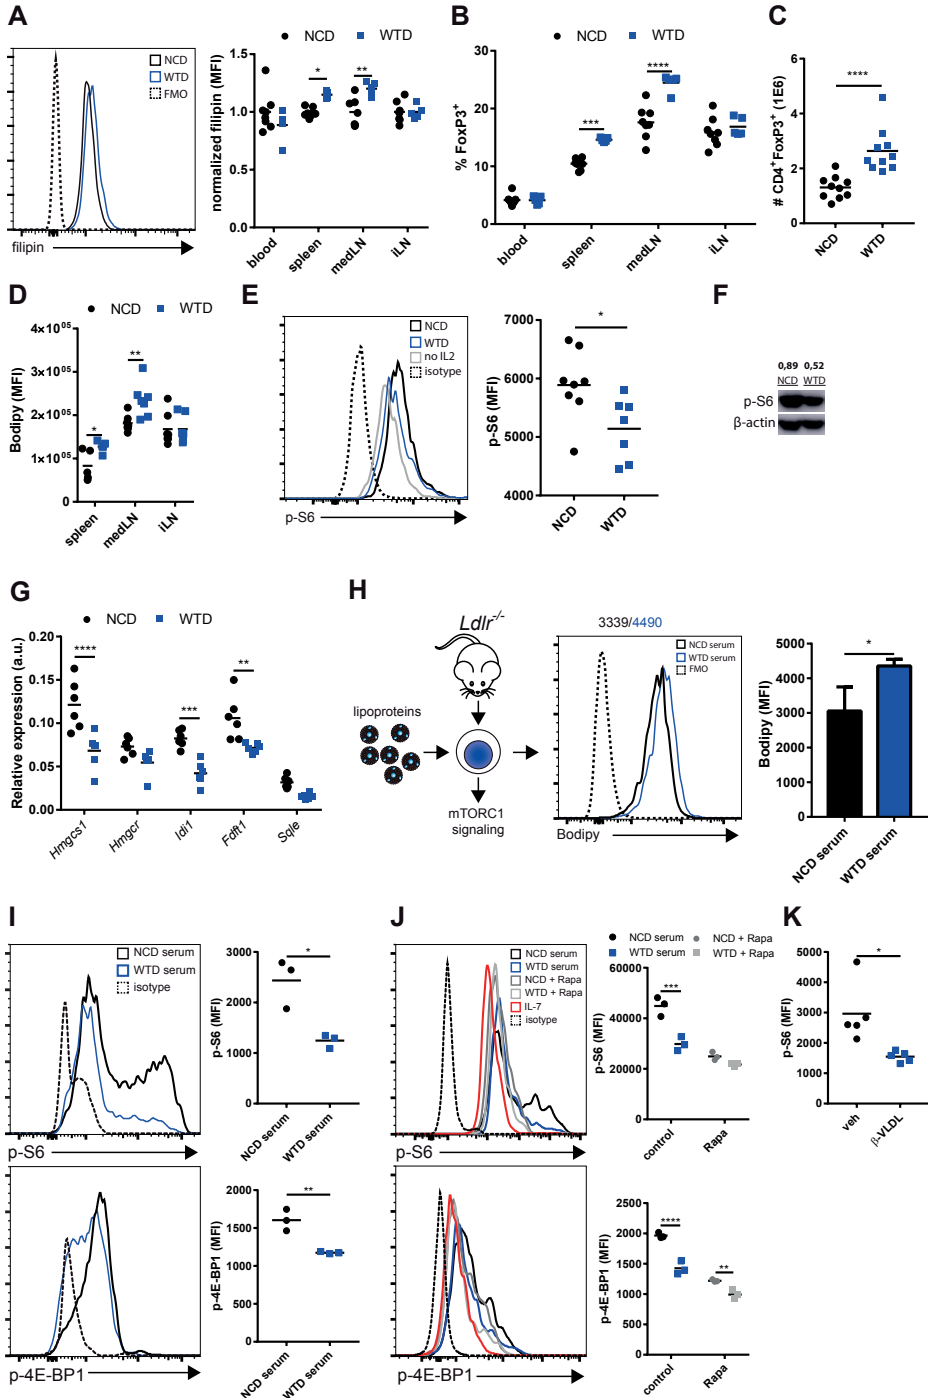 A
NCD
WTD
FMO
filipin
NCD WTD
normalized filipin (MFI)
1.5
1.0
0.5
0.0
* **
blood spleen medLN iLN
B
NCD WTD
% FoxP3⁺
30
20
10
0
*** ****
blood spleen medLN iLN
C
# CD4⁺FoxP3⁺ (1E6)
6
4
2
0
****
NCD WTD
D
NCD WTD
Bodipy (MFI)
4×10⁰⁵
3×10⁰⁵
2×10⁰⁵
1×10⁰⁵
0
* **
spleen medLN iLN
E
NCD
WTD
no IL2
isotype
p-S6
p-S6 (MFI)
7000
6000
5000
4000
*
NCD WTD
F
0,89 0,52
NCD WTD
p-S6
β-actin
G
NCD WTD
Relative expression (a.u.)
0.20
0.15
0.10
0.05
0.00
**** *** **
Hmgcs1 Hmgcr Idl1 Fdft1 Sqle
H
Ldlr⁻/⁻
lipoproteins
mTORC1
signaling
3339/4490
NCD serum
WTD serum
FMO
Bodipy
Bodipy (MFI)
5000
4000
3000
2000
1000
0
*
NCD serum WTD serum
I
NCD serum
WTD serum
isotype
p-S6
p-S6 (MFI)
3000
2000
1000
0
*
NCD serum WTD serum
p-4E-BP1
p-4E-BP1 (MFI)
2000
1500
1000
500
0
**
NCD serum WTD serum
J
NCD serum
WTD serum
NCD + Rapa
WTD + Rapa
IL-7
isotype
p-S6
NCD serum NCD + Rapa
WTD serum WTD + Rapa
p-S6 (MFI)
60000
40000
20000
0
***
control Rapa
p-4E-BP1
p-4E-BP1 (MFI)
2500
2000
1500
1000
500
0
**** **
control Rapa
K
p-S6 (MFI)
5000
4000
3000
2000
1000
0
*
veh β-VLDL